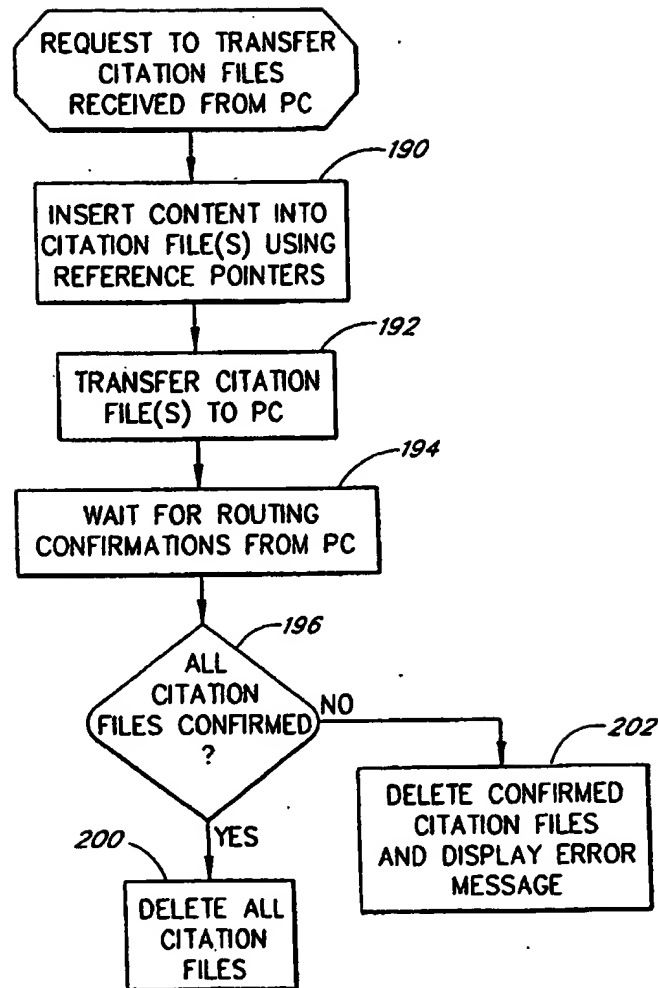 REQUEST TO TRANSFER
CITATION FILES
RECEIVED FROM PC
190
INSERT CONTENT INTO
CITATION FILE(S) USING
REFERENCE POINTERS
192
TRANSFER CITATION
FILE(S) TO PC
194
WAIT FOR ROUTING
CONFIRMATIONS FROM PC
196
ALL
CITATION
FILES CONFIRMED
?
NO
202
DELETE CONFIRMED
CITATION FILES
AND DISPLAY ERROR
MESSAGE
YES
200
DELETE ALL
CITATION
FILES